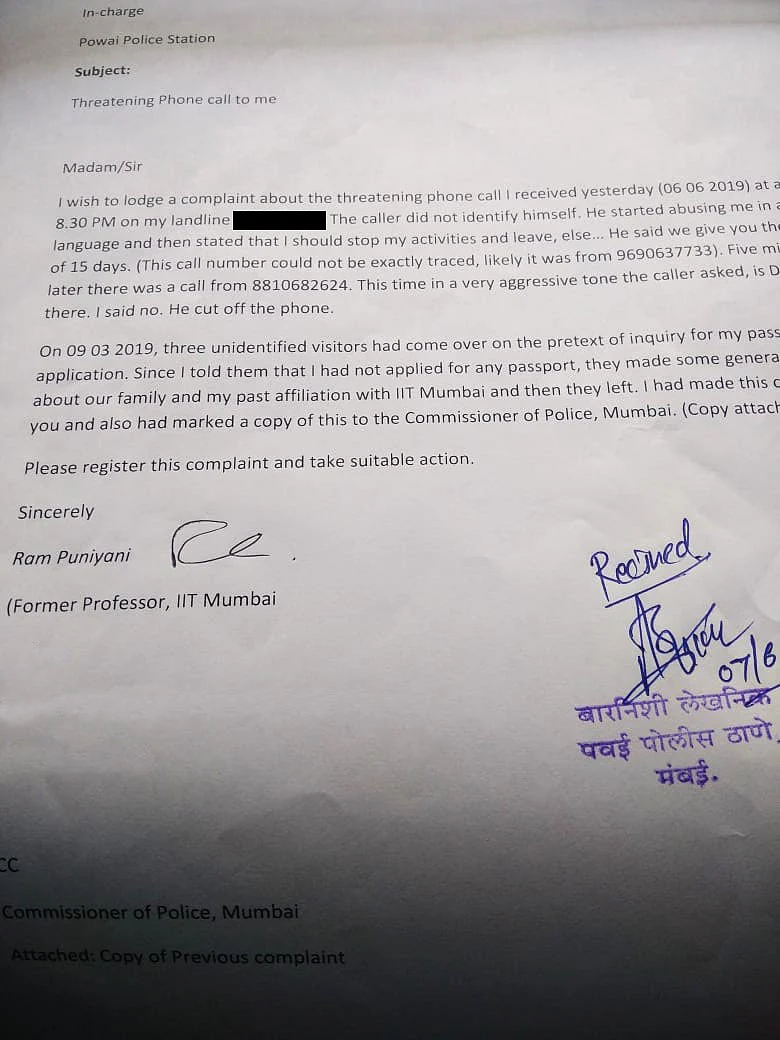 In-charge
Powai Police Station
Subject:
Threatening Phone call to me
Madam/Sir
I wish to lodge a complaint about the threatening phone call I received yesterday (06 06 2019) at a
8.30 PM on my landline The caller did not identify himself. He started abusing me in a
language and then stated that I should stop my activities and leave, else... He said we give you the
of 15 days. (This call number could not be exactly traced, likely it was from 9690637733). Five mi
later there was a call from 8810682624. This time in a very aggressive tone the caller asked, is D
there. I said no. He cut off the phone.
On 09 03 2019, three unidentified visitors had come over on the pretext of inquiry for my pass
application. Since I told them that I had not applied for any passport, they made some genera
about our family and my past affiliation with IIT Mumbai and then they left. I had made this c
you and also had marked a copy of this to the Commissioner of Police, Mumbai. (Copy attach
Please register this complaint and take suitable action.
Sincerely
Ram Puniyani
(Former Professor, IIT Mumbai
Received
07/6
बारनिशी लेखनिक
पवई पोलीस ठाणे,
मंबई.
CC
Commissioner of Police, Mumbai
Attached: Copy of Previous complaint